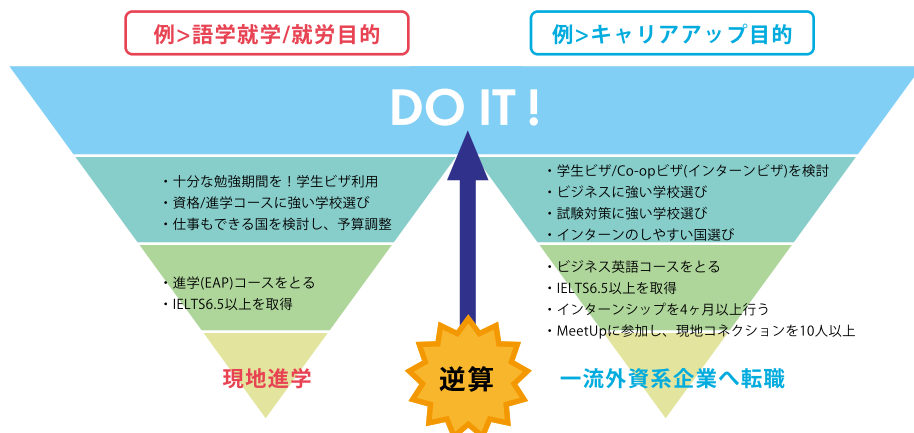 例>語学就学/就労目的
例>キャリアアップ目的
DO IT !
・十分な勉強期間を！学生ビザ利用
・資格/進学コースに強い学校選び
・仕事もできる国を検討し、予算調整
・学生ビザ/Co-opビザ(インターンビザ)を検討
・ビジネスに強い学校選び
・試験対策に強い学校選び
・インターンのしやすい国選び
・進学(EAP)コースをとる
・IELTS6.5以上を取得
・ビジネス英語コースをとる
・IELTS6.5以上を取得
・インターンシップを4ヶ月以上行う
・MeetUpに参加し、現地コネクションを10人以上
現地進学
逆算
一流外資系企業へ転職